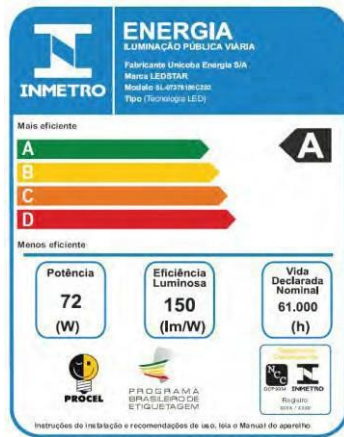 ENERGIA
ILUMINAÇÃO PÚBLICA VIÁRIA
Fabricante Unicoba Energia S/A
Marca LEDSTAR
Modelo
Tipo (Tecnologia LED)
INMETRO
Mais eficiente
A
A
B
C
D
Menos eficiente
Potência
72
(W)
Eficiência
Luminosa
150
(lm/W)
Vida
Declarada
Nominal
61.000
(h)
PROCEL
PROGRAMA
BRASILEIRO DE
ETIQUETAGEM
NCC
INMETRO
Registro
Instruções de instalação e recomendações de uso, leia o Manual do aparelho